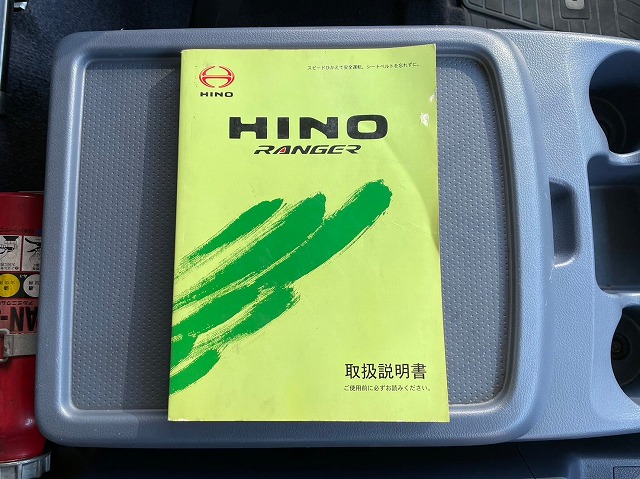 スピードひかえて安全運転、シートベルトを忘れずに。
HINO
HINO
RANGER
取扱説明書
ご使用前に必ずお読みください。
AN-